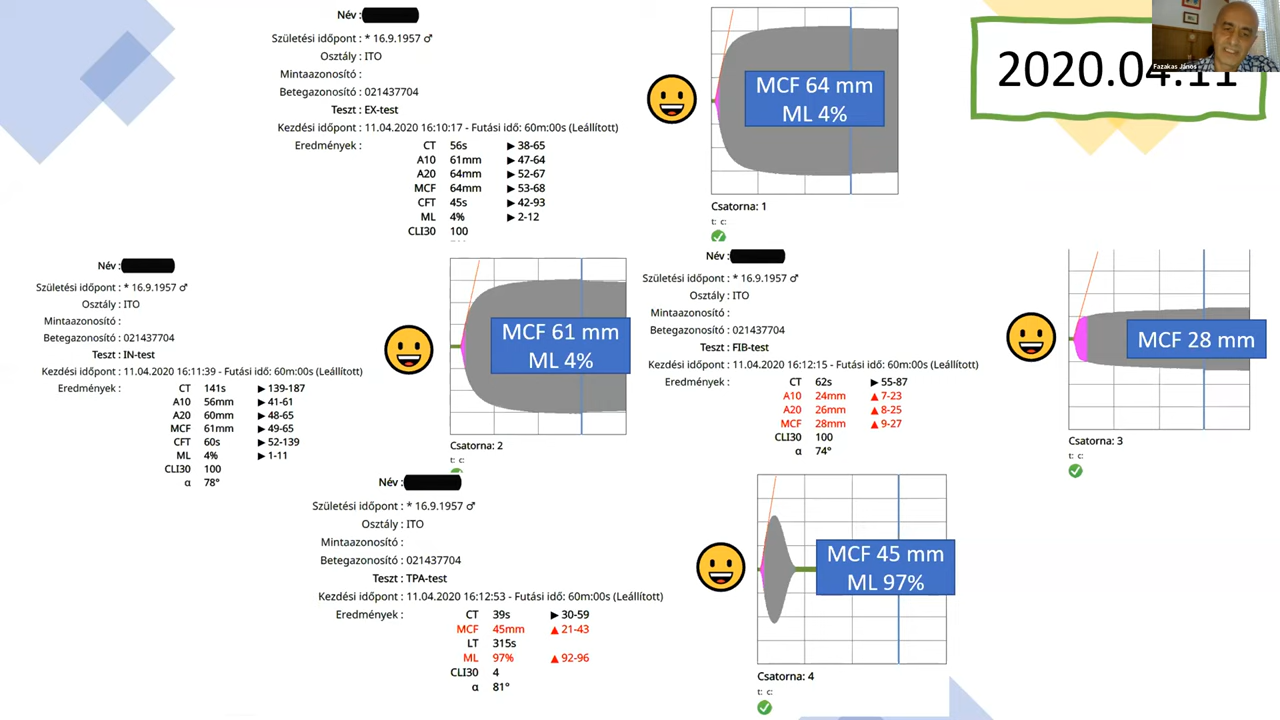 Név :
Születési időpont : * 16.9.1957 ♂
Osztály : ITO
Mintaazonosító :
Betegazonosító : 021437704
Teszt : EX-test
Kezdési időpont : 11.04.2020 16:10:17 - Futási idő: 60m:00s (Leállított)
Eredmények :
CT 56s ▶ 38-65
A10 61mm ▶ 47-64
A20 64mm ▶ 52-67
MCF 64mm ▶ 53-68
CFT 45s ▶ 42-93
ML 4% ▶ 2-12
CLI30 100
MCF 64 mm
ML 4%
Csatorna: 1
t: c:
Fazakas János
2020.04.11
Név :
Születési időpont : * 16.9.1957 ♂
Osztály : ITO
Mintaazonosító :
Betegazonosító : 021437704
Teszt : IN-test
Kezdési időpont : 11.04.2020 16:11:39 - Futási idő: 60m:00s (Leállított)
Eredmények :
CT 141s ▶ 139-187
A10 56mm ▶ 41-61
A20 60mm ▶ 48-65
MCF 61mm ▶ 49-65
CFT 60s ▶ 52-139
ML 4% ▶ 1-11
CLI30 100
α 78°
MCF 61 mm
ML 4%
Csatorna: 2
t: c:
Név :
Születési időpont : * 16.9.1957 ♂
Osztály : ITO
Mintaazonosító :
Betegazonosító : 021437704
Teszt : FIB-test
Kezdési időpont : 11.04.2020 16:12:15 - Futási idő: 60m:00s (Leállított)
Eredmények :
CT 62s ▶ 55-87
A10 24mm ▲ 7-23
A20 26mm ▲ 8-25
MCF 28mm ▲ 9-27
CLI30 100
α 74°
MCF 28 mm
Csatorna: 3
t: c:
Név :
Születési időpont : * 16.9.1957 ♂
Osztály : ITO
Mintaazonosító :
Betegazonosító : 021437704
Teszt : TPA-test
Kezdési időpont : 11.04.2020 16:12:53 - Futási idő: 60m:00s (Leállított)
Eredmények :
CT 39s ▶ 30-59
MCF 45mm ▲ 21-43
LT 315s
ML 97% ▲ 92-96
CLI30 4
α 81°
MCF 45 mm
ML 97%
Csatorna: 4
t: c: